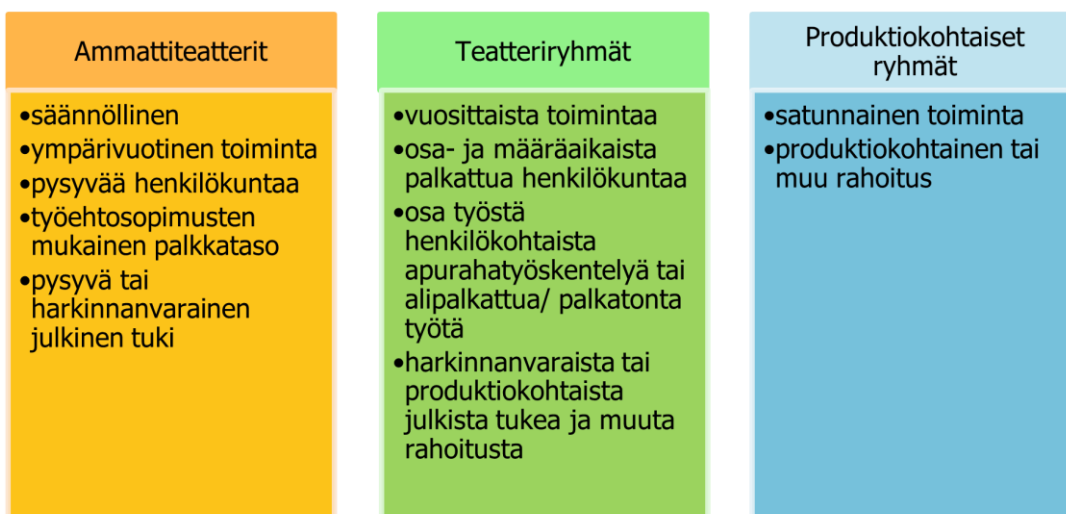 Ammattiteatterit
•säännöllinen
•ympärivuotinen toiminta
•pysyvää henkilökuntaa
•työehtosopimusten
mukainen palkkataso
•pysyvä tai
harkinnanvarainen
julkinen tuki
Teatteriryhmät
•vuosittaista toimintaa
•osa- ja määräaikaista
palkattua henkilökuntaa
•osa työstä
henkilökohtaista
apurahatyöskentelyä tai
alipalkattua/ palkatonta
työtä
•harkinnanvaraista tai
produktiokohtaista
julkista tukea ja muuta
rahoitusta
Produktiokohtaiset
ryhmät
•satunnainen toiminta
•produktiokohtainen tai
muu rahoitus